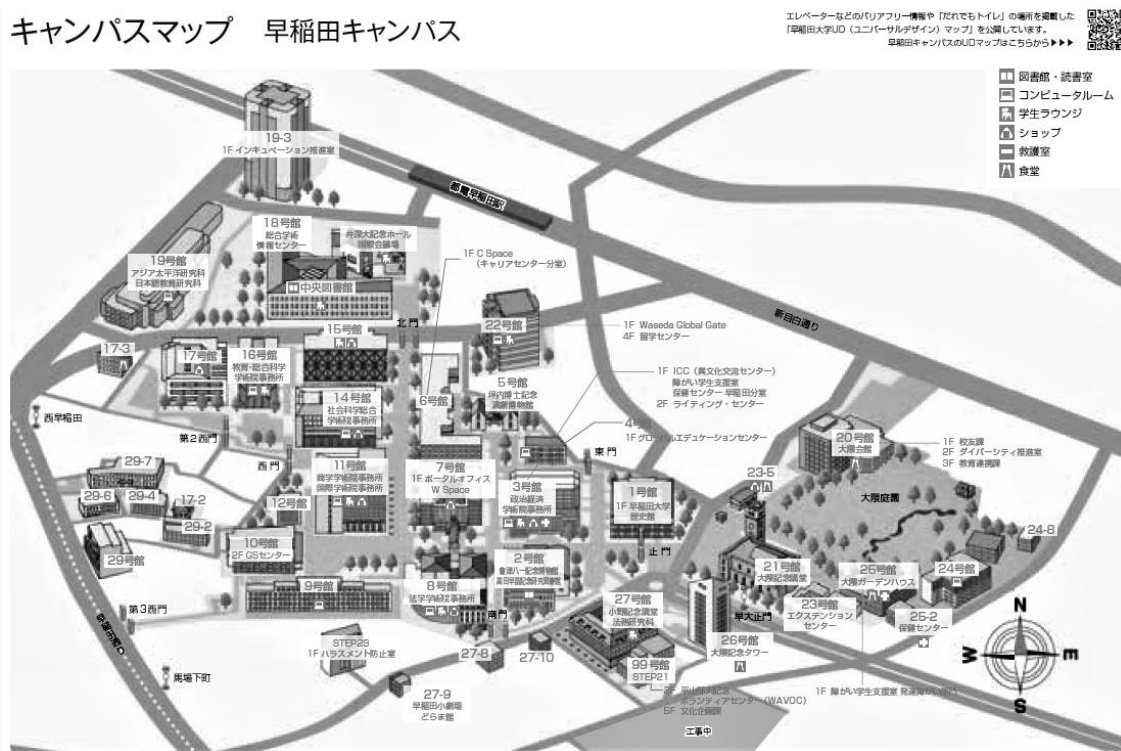 キャンパスマップ 早稲田キャンパス
エレベーターなどのバリアフリー情報や「だれでもトイレ」の場所を掲載した
「早稲田大学UD(ユニバーサルデザイン)マップ」を公開しています。
早稲田キャンパスのUDマップはこちらから▶▶▶
図書館・読書室
コンピュータルーム
学生ラウンジ
ショップ
救護室
食堂
19-3
1F インキュベーション推進室
都電早稲田駅
18号館
総合学術
情報センター
井深大記念ホール
国際会議場
1F C Space
(キャリアセンター分室)
19号館
アジア太平洋研究科
日本語教育研究科
中央図書館
新目白通り
北門
15号館
22号館
1F Waseda Global Gate
4F 留学センター
17-3
17号館
16号館
教育・総合科学
学術院事務所
5号館
坪内博士記念
演劇博物館
1F ICC(異文化交流センター)
障がい学生支援室
保健センター 早稲田分室
2F ライティング・センター
14号館
社会科学総合
学術院事務所
6号館
西早稲田
第2西門
4号館
1F グローバルエデュケーションセンター
20号館
大隈会館
1F 校友課
2F ダイバーシティ推進室
3F 教育連携課
東門
西門
11号館
商学学術院事務所
国際学術院事務所
7号館
1F ポータルオフィス
W Space
3号館
政治経済
学術院事務所
1号館
1F 早稲田大学
歴史館
23-5
大隈庭園
29-7
29-6
29-4
17-2
29-2
12号館
24-8
29号館
10号館
2F GSセンター
正門
2号館
會津八一記念博物館
高田早苗記念研究図書館
21号館
大隈記念講堂
25号館
大隈ガーデンハウス
24号館
9号館
8号館
法学学術院事務所
27号館
小野記念講堂
法務研究科
23号館
エクステンション
センター
25-2
保健センター
早大正門
第3西門
南門
26号館
大隈記念タワー
STEP23
1F ハラスメント防止室
27-8
27-10
99号館
STEP21
馬場下町
27-9
早稲田小劇場
どらま館
ボランティアセンター(WAVOC)
5F 文化企画課
1F 障がい学生支援室
工事中
N
W
E
S